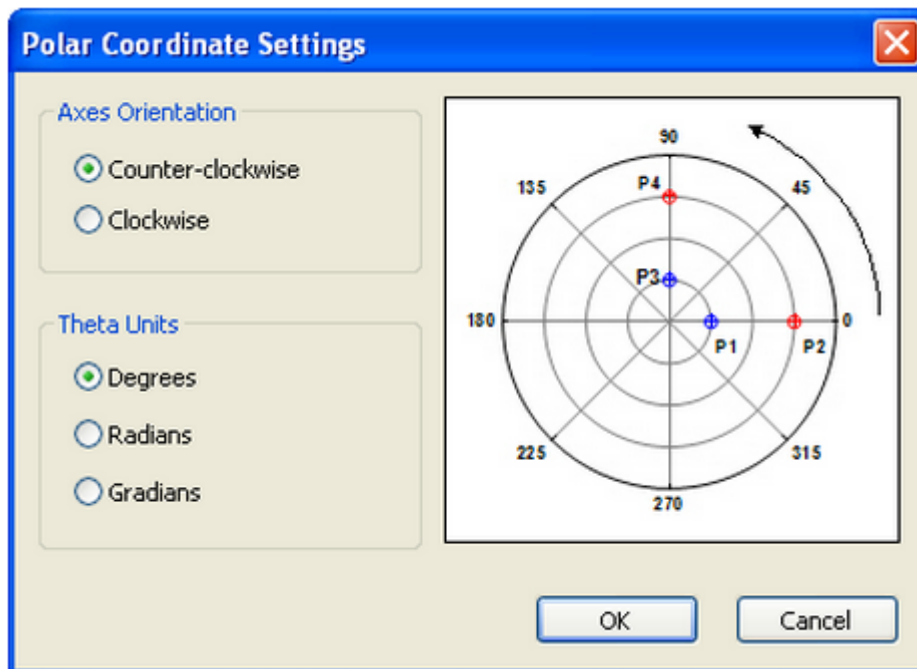 Polar Coordinate Settings
Axes Orientation
Counter-clockwise
Clockwise
Theta Units
Degrees
Radians
Gradians
90
135
P4
45
P3
180
0
P1
P2
225
315
270
OK
Cancel